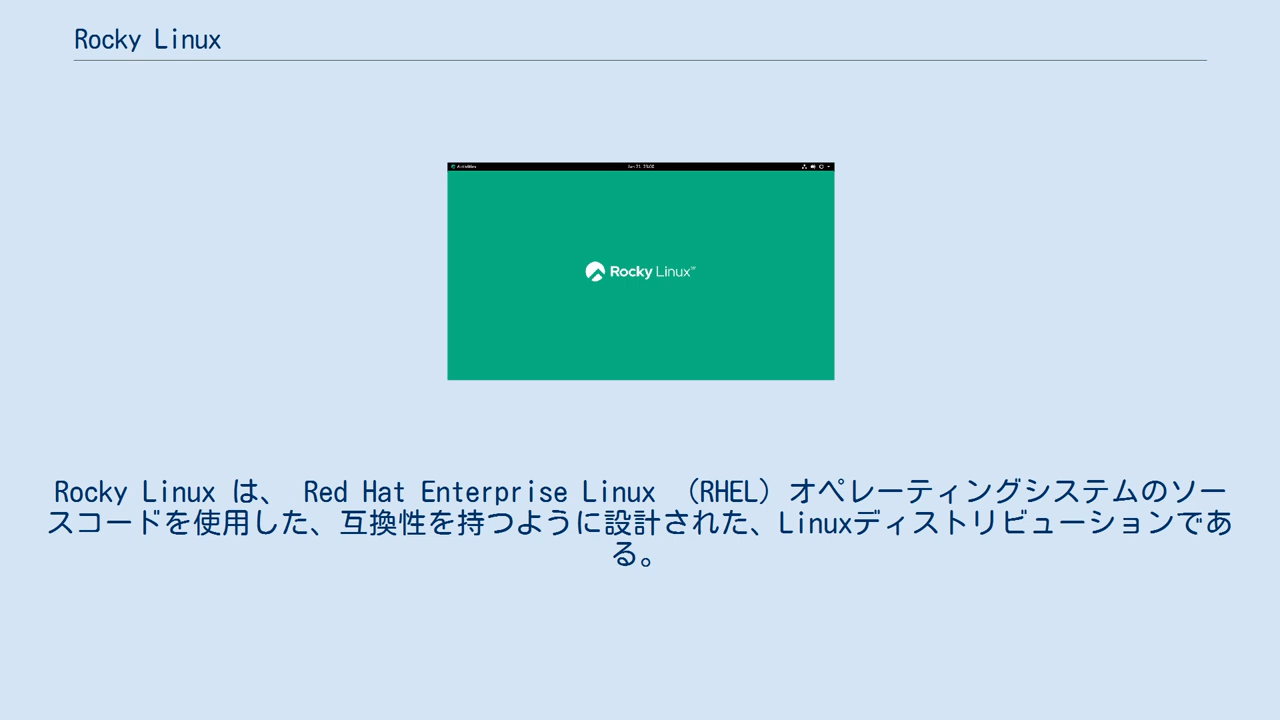 Rocky Linux
Activities
Rocky Linux
Rocky Linux は、 Red Hat Enterprise Linux （RHEL）オペレーティングシステムのソー
スコードを使用した、互換性を持つように設計された、Linuxディストリビューションであ
る。